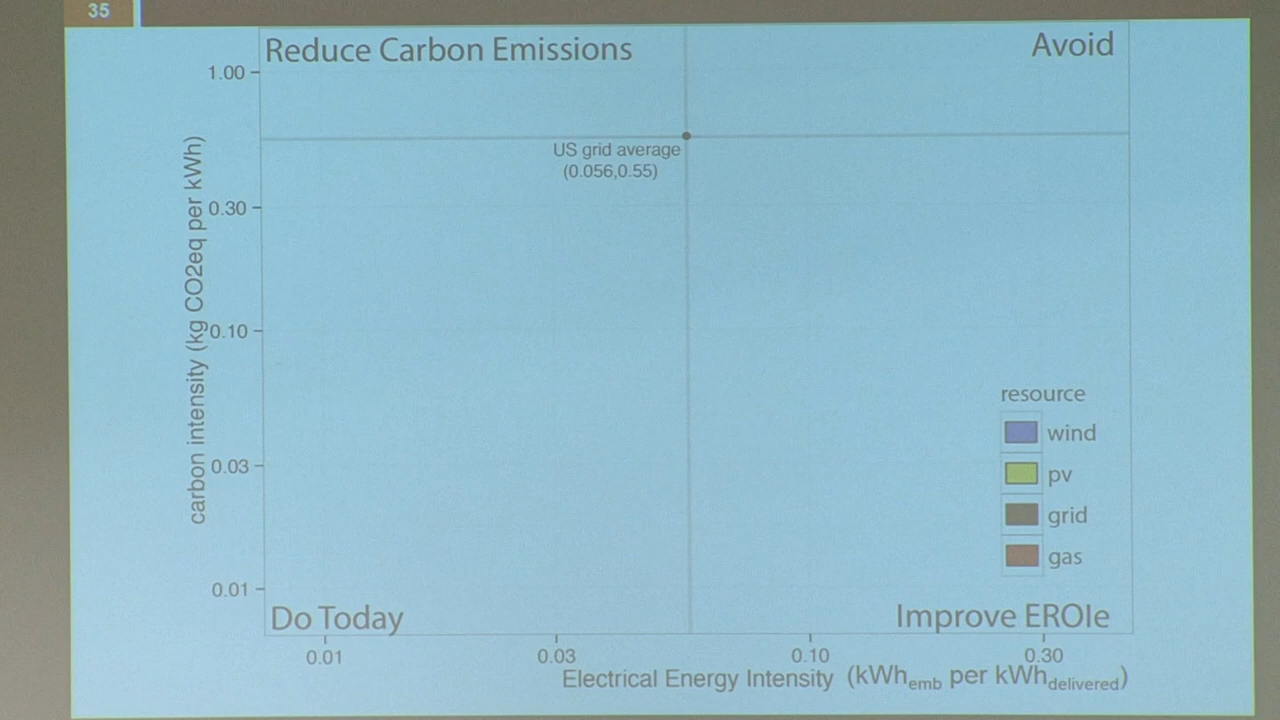 35
Reduce Carbon Emissions
Avoid
1.00
US grid average
(0.056,0.55)
0.30
0.10
0.03
0.01
carbon intensity (kg CO2eq per kWh)
resource
wind
pv
grid
gas
Do Today
Improve EROIe
0.01
0.03
0.10
0.30
Electrical Energy Intensity (kWhemb per kWhdelivered)